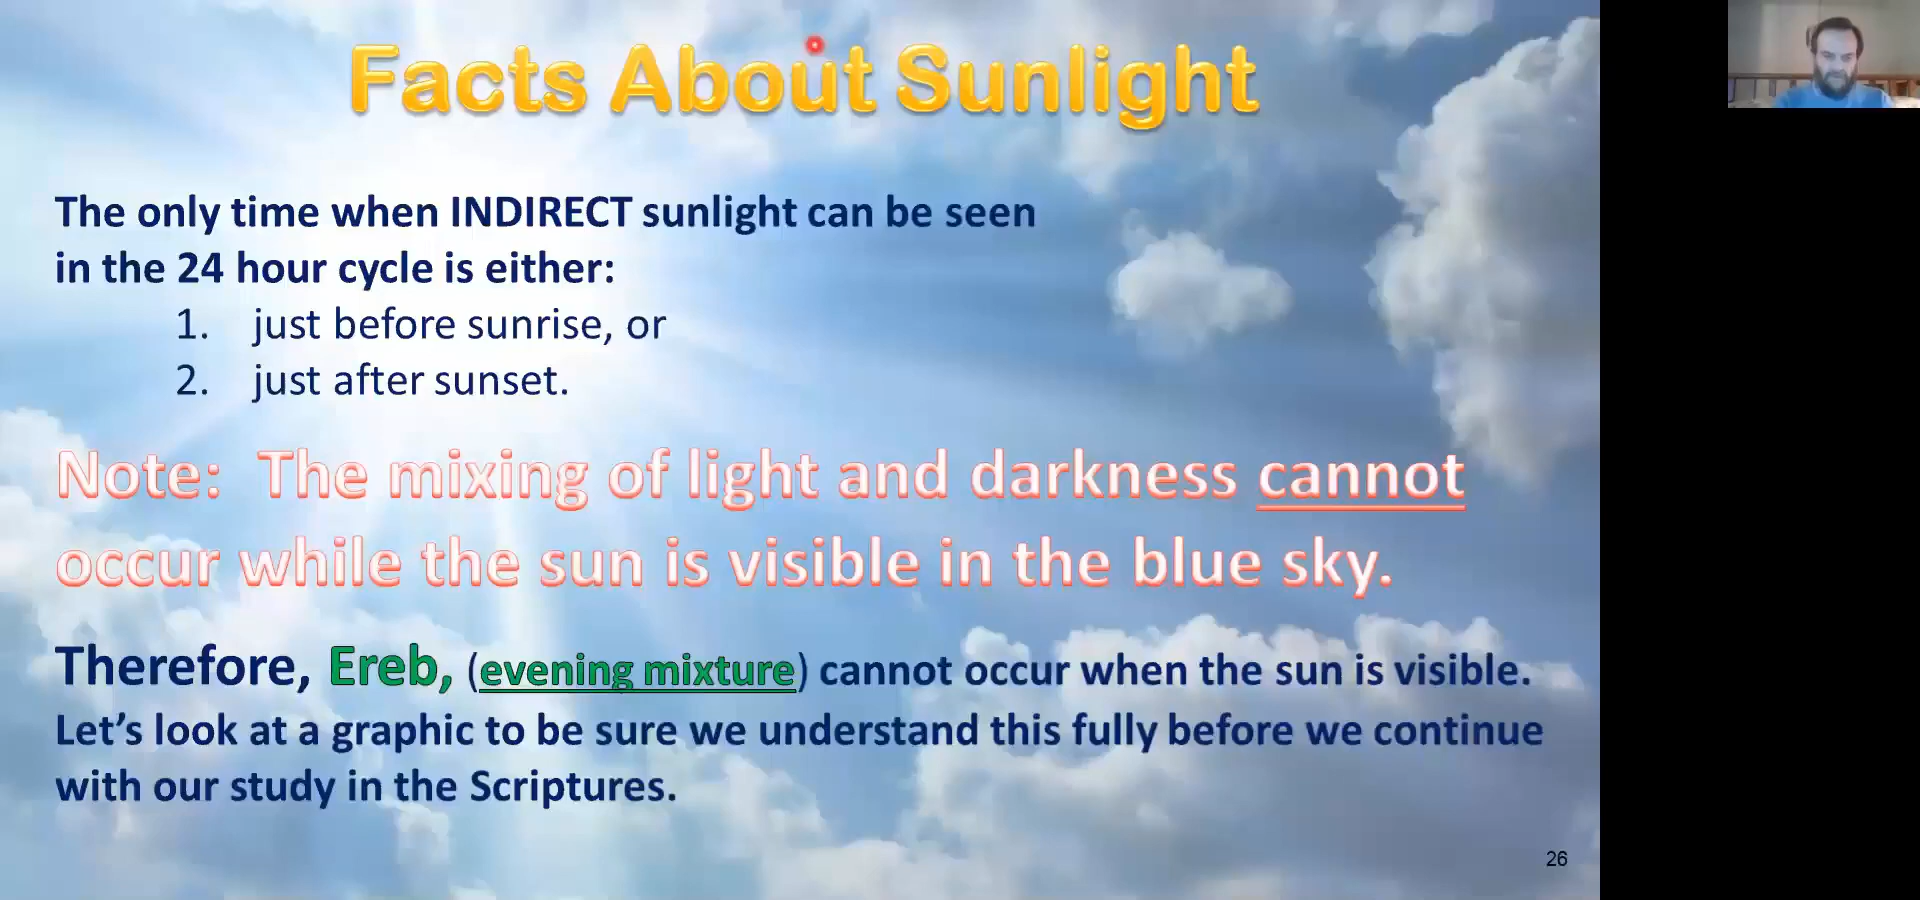 Facts About Sunlight
The only time when INDIRECT sunlight can be seen
in the 24 hour cycle is either:
1. just before sunrise, or
2. just after sunset.
Note: The mixing of light and darkness cannot
occur while the sun is visible in the blue sky.
Therefore, Ereb, (evening mixture) cannot occur when the sun is visible.
Let’s look at a graphic to be sure we understand this fully before we continue
with our study in the Scriptures.
26